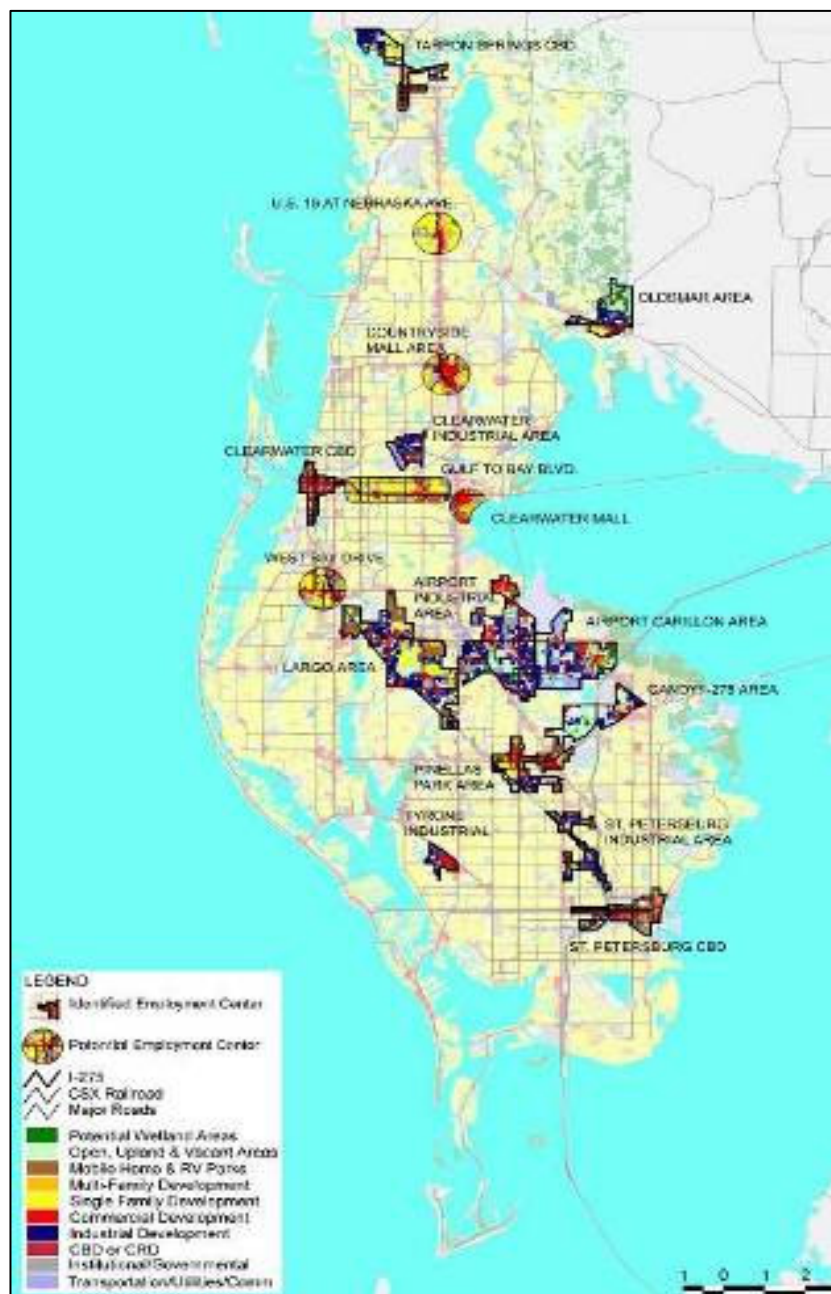 TARPON SPRINGS CBD
U.S. 19 AT NEBRASKA AVE.
OLDSMAR AREA
COUNTRYSIDE
MALL AREA
CLEARWATER
INDUSTRIAL AREA
CLEARWATER CBD
GULF TO BAY BLVD.
CLEARWATER MALL
WEST BAY DRIVE
AIRPORT
INDUSTRIAL
AREA
AIRPORT CARILLON AREA
LARGO AREA
GANDY/I-275 AREA
PINELLAS
PARK AREA
TYRONE
INDUSTRIAL
ST. PETERSBURG
INDUSTRIAL AREA
ST. PETERSBURG CBD
LEGEND
Identified Employment Center
Potential Employment Center
I-275
CSX Railroad
Major Roads
Potential Wetland Areas
Open, Upland & Vacant Areas
Mobile Home & RV Parks
Multi-Family Development
Single Family Development
Commercial Development
Industrial Development
CBD or CRD
Institutional/Governmental
Transportation/Utilities/Comm
1 0 1 2